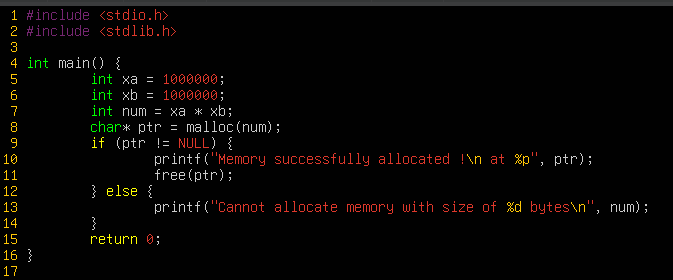 1 #include <stdio.h>
2 #include <stdlib.h>
3
4 int main() {
5         int xa = 1000000;
6         int xb = 1000000;
7         int num = xa * xb;
8         char* ptr = malloc(num);
9         if (ptr != NULL) {
10                 printf("Memory successfully allocated !\n at %p", ptr);
11                 free(ptr);
12         } else {
13                 printf("Cannot allocate memory with size of %d bytes\n", num);
14         }
15         return 0;
16 }
17